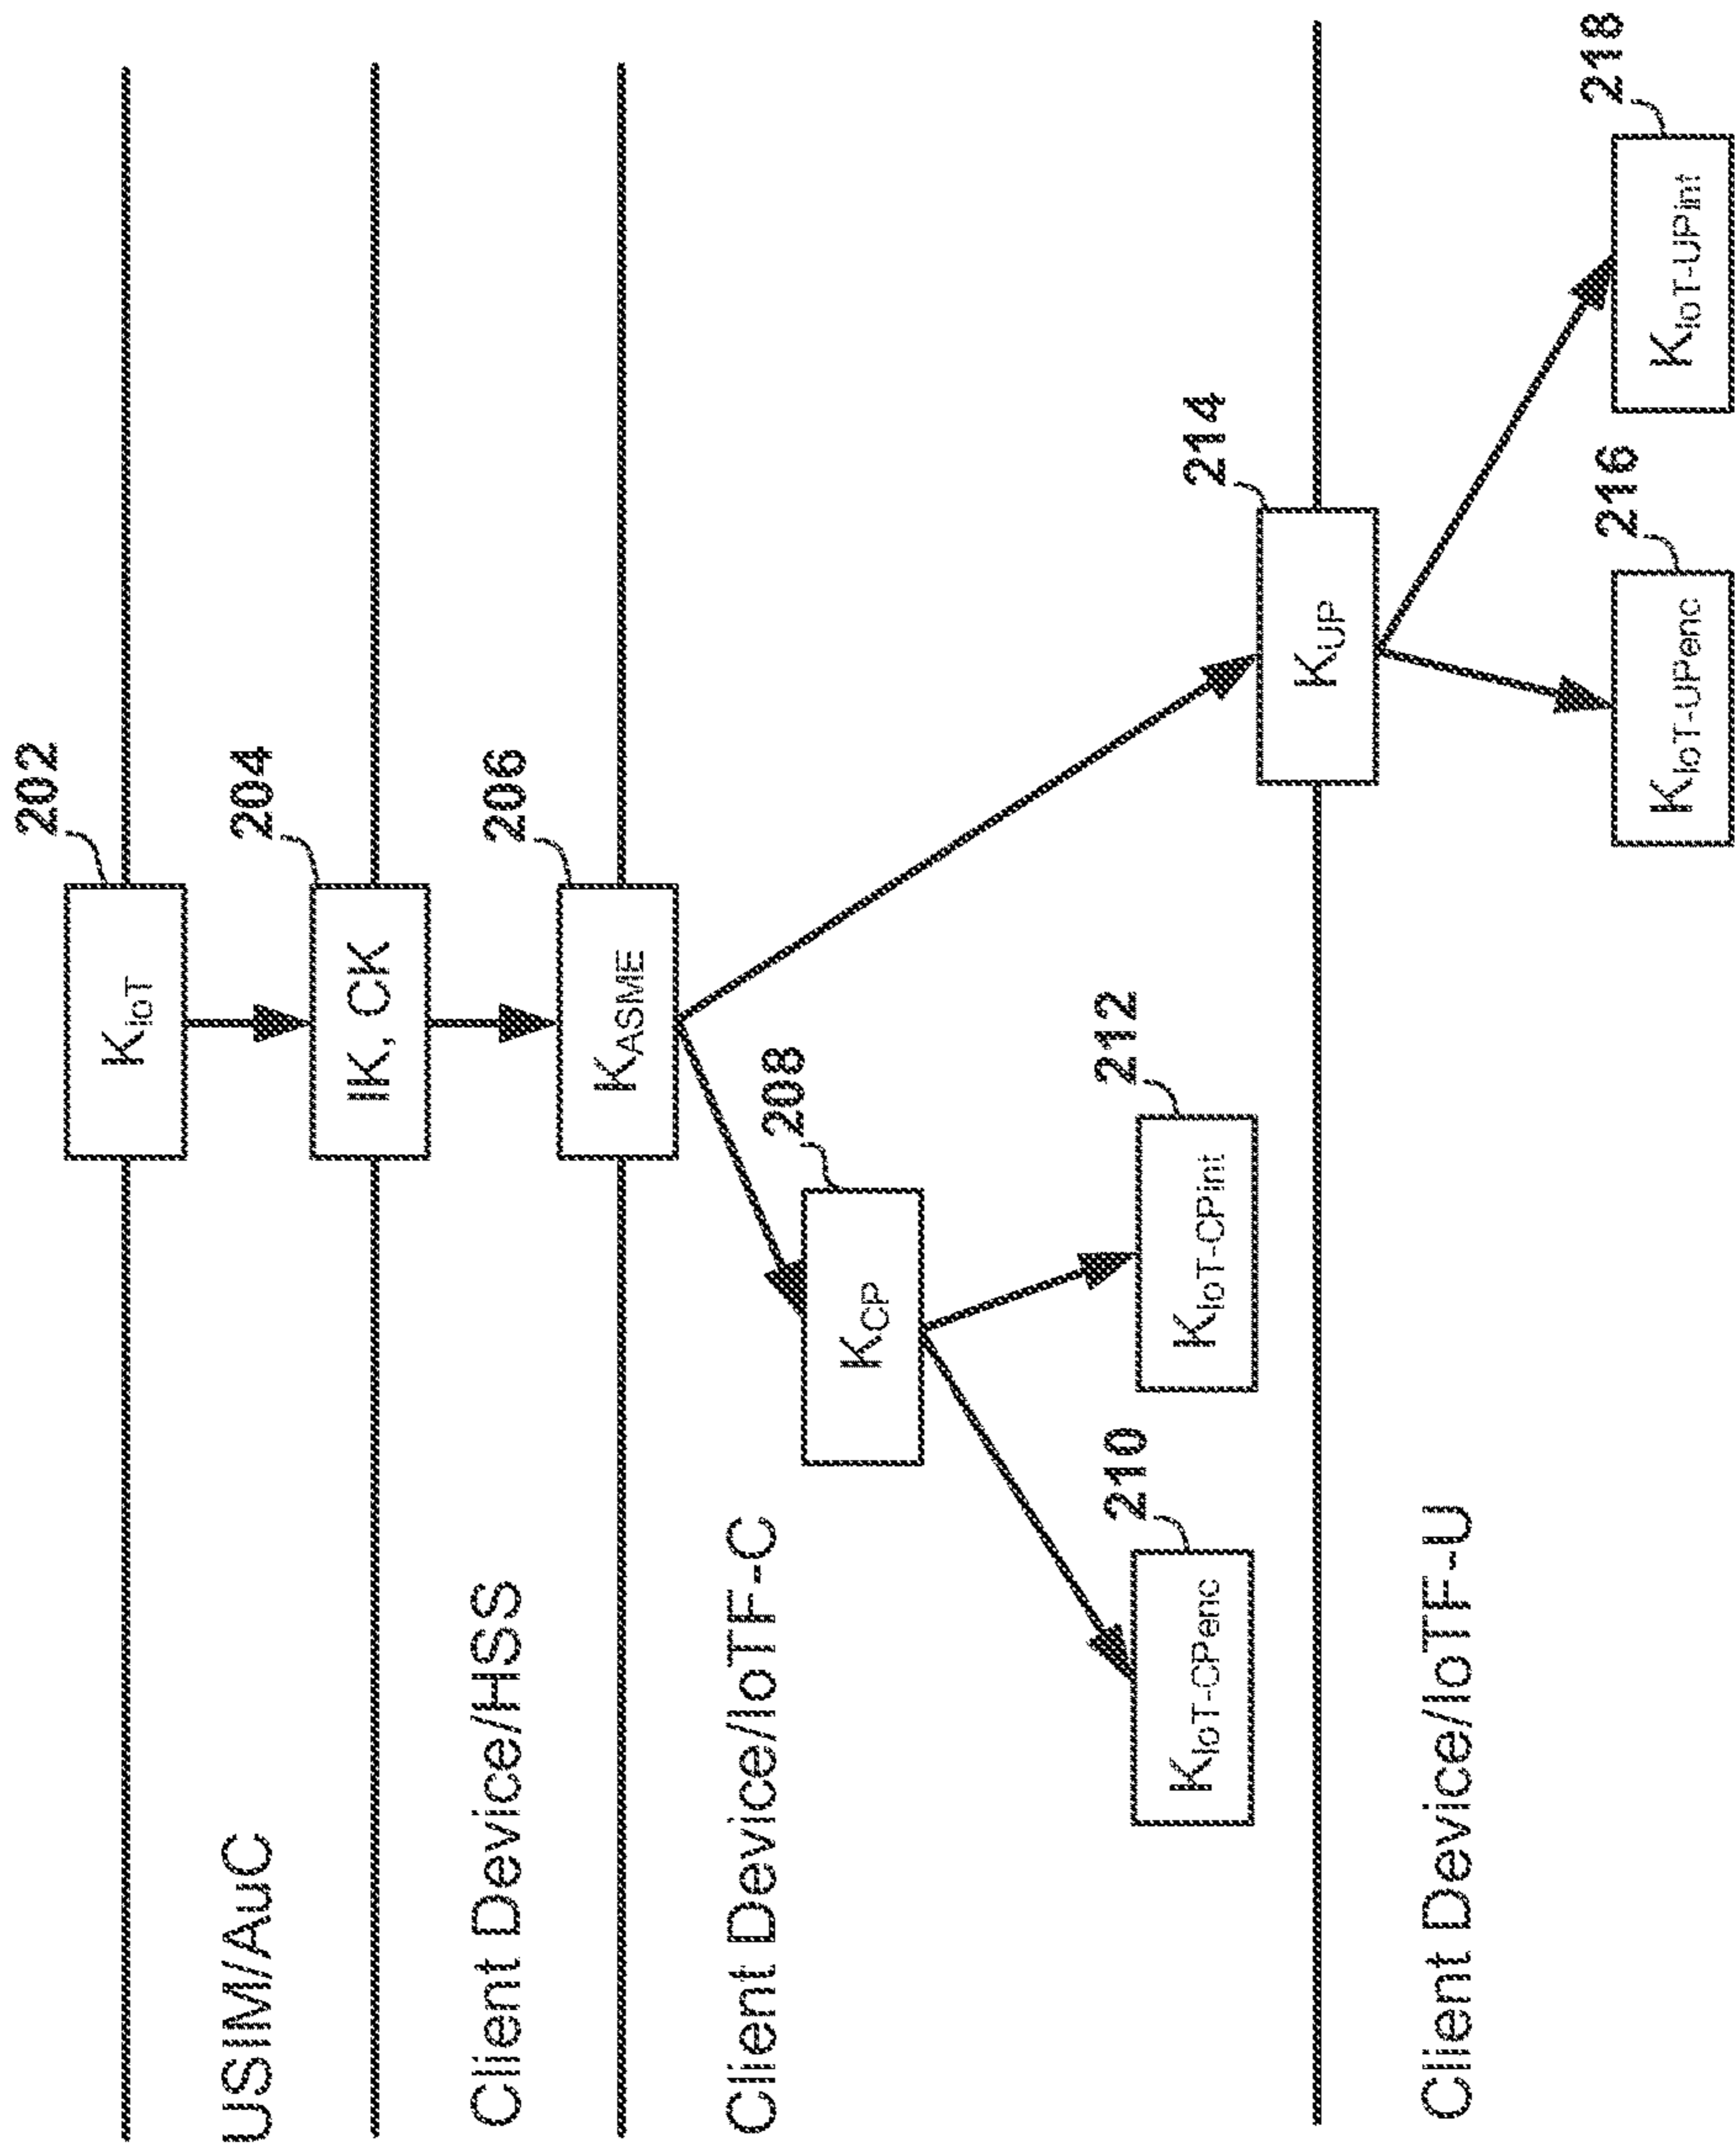 202
K_IoT
USIM/AuC
204
IK, CK
Client Device/HSS
206
K_ASME
Client Device/IoTF-C
208
K_CP
210
K_IoT-CPenc
212
K_IoT-CPint
214
K_UP
Client Device/IoTF-U
216
K_IoT-UPenc
218
K_IoT-UPint